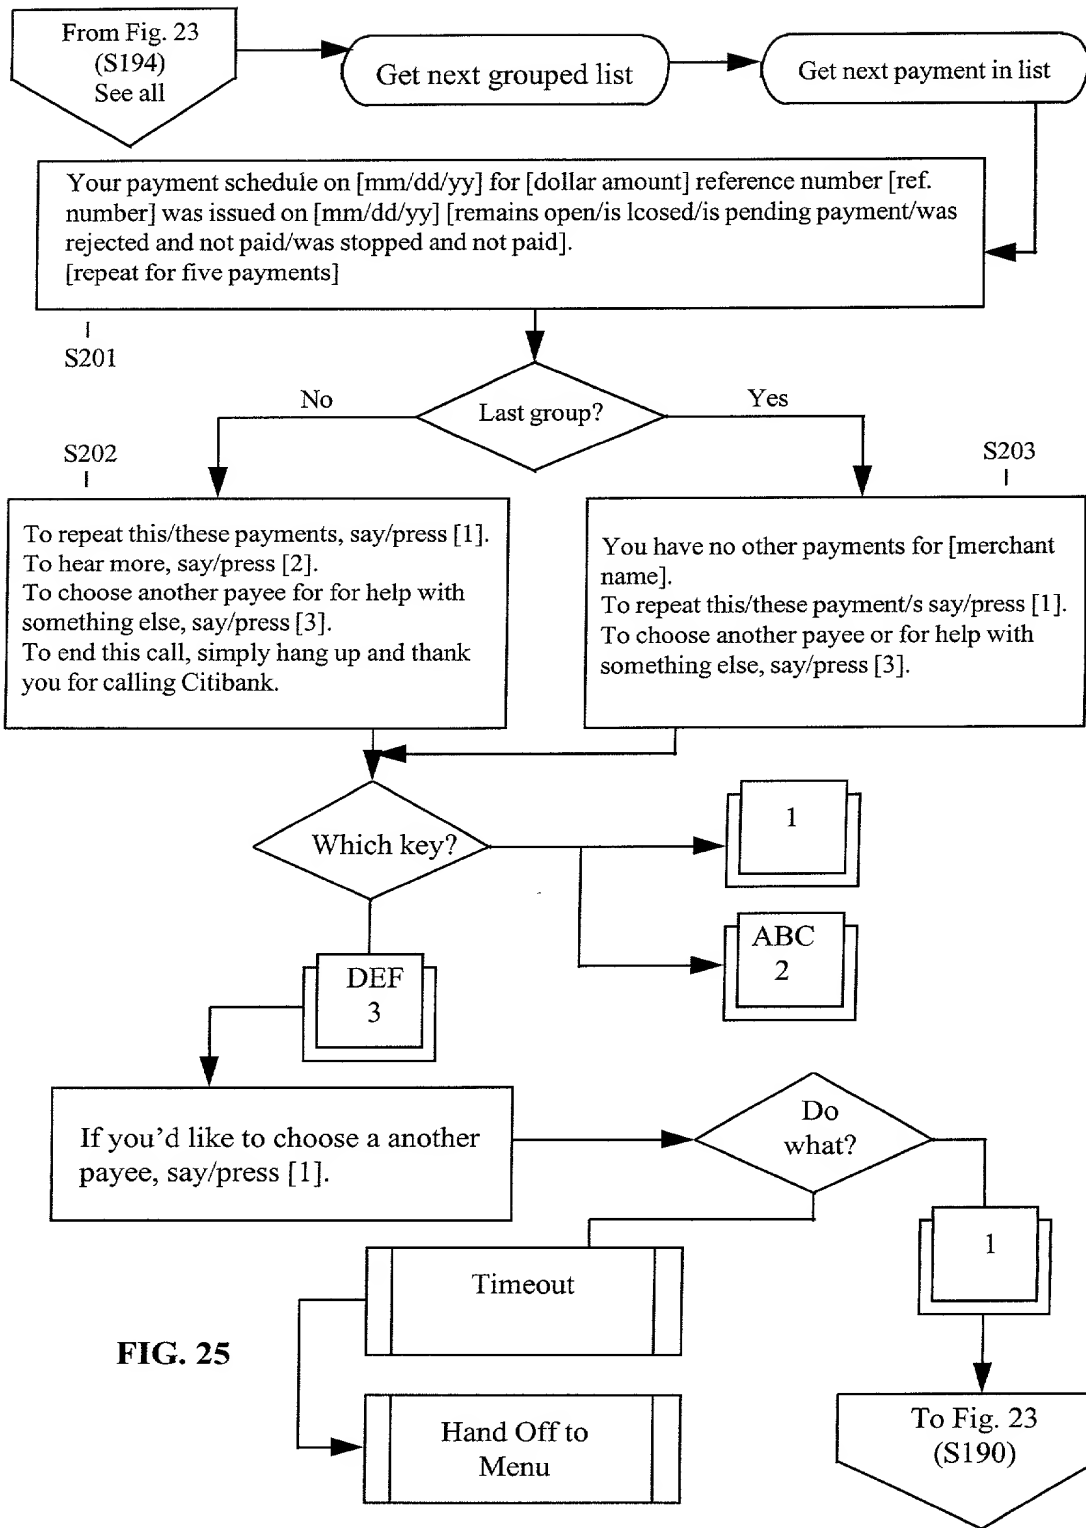 From Fig. 23
(S194)
See all
Get next grouped list
Get next payment in list
Your payment schedule on [mm/dd/yy] for [dollar amount] reference number [ref.
number] was issued on [mm/dd/yy] [remains open/is lcosed/is pending payment/was
rejected and not paid/was stopped and not paid].
[repeat for five payments]
S201
Last group?
No
Yes
S202
S203
To repeat this/these payments, say/press [1].
To hear more, say/press [2].
To choose another payee for for help with
something else, say/press [3].
To end this call, simply hang up and thank
you for calling Citibank.
You have no other payments for [merchant
name].
To repeat this/these payment/s say/press [1].
To choose another payee or for help with
something else, say/press [3].
Which key?
1
ABC
2
DEF
3
If you’d like to choose a another
payee, say/press [1].
Do
what?
1
Timeout
FIG. 25
Hand Off to
Menu
To Fig. 23
(S190)